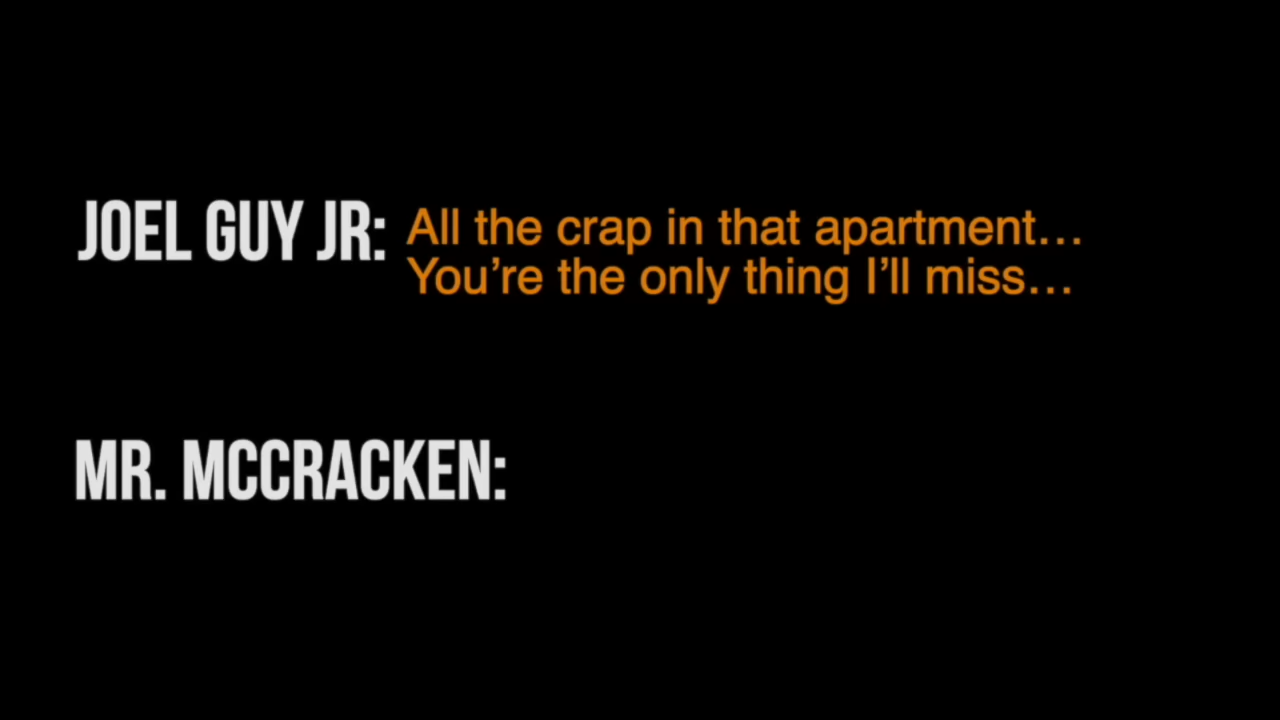 JOEL GUY JR: All the crap in that apartment…
You’re the only thing I’ll miss…
MR. MCCRACKEN: